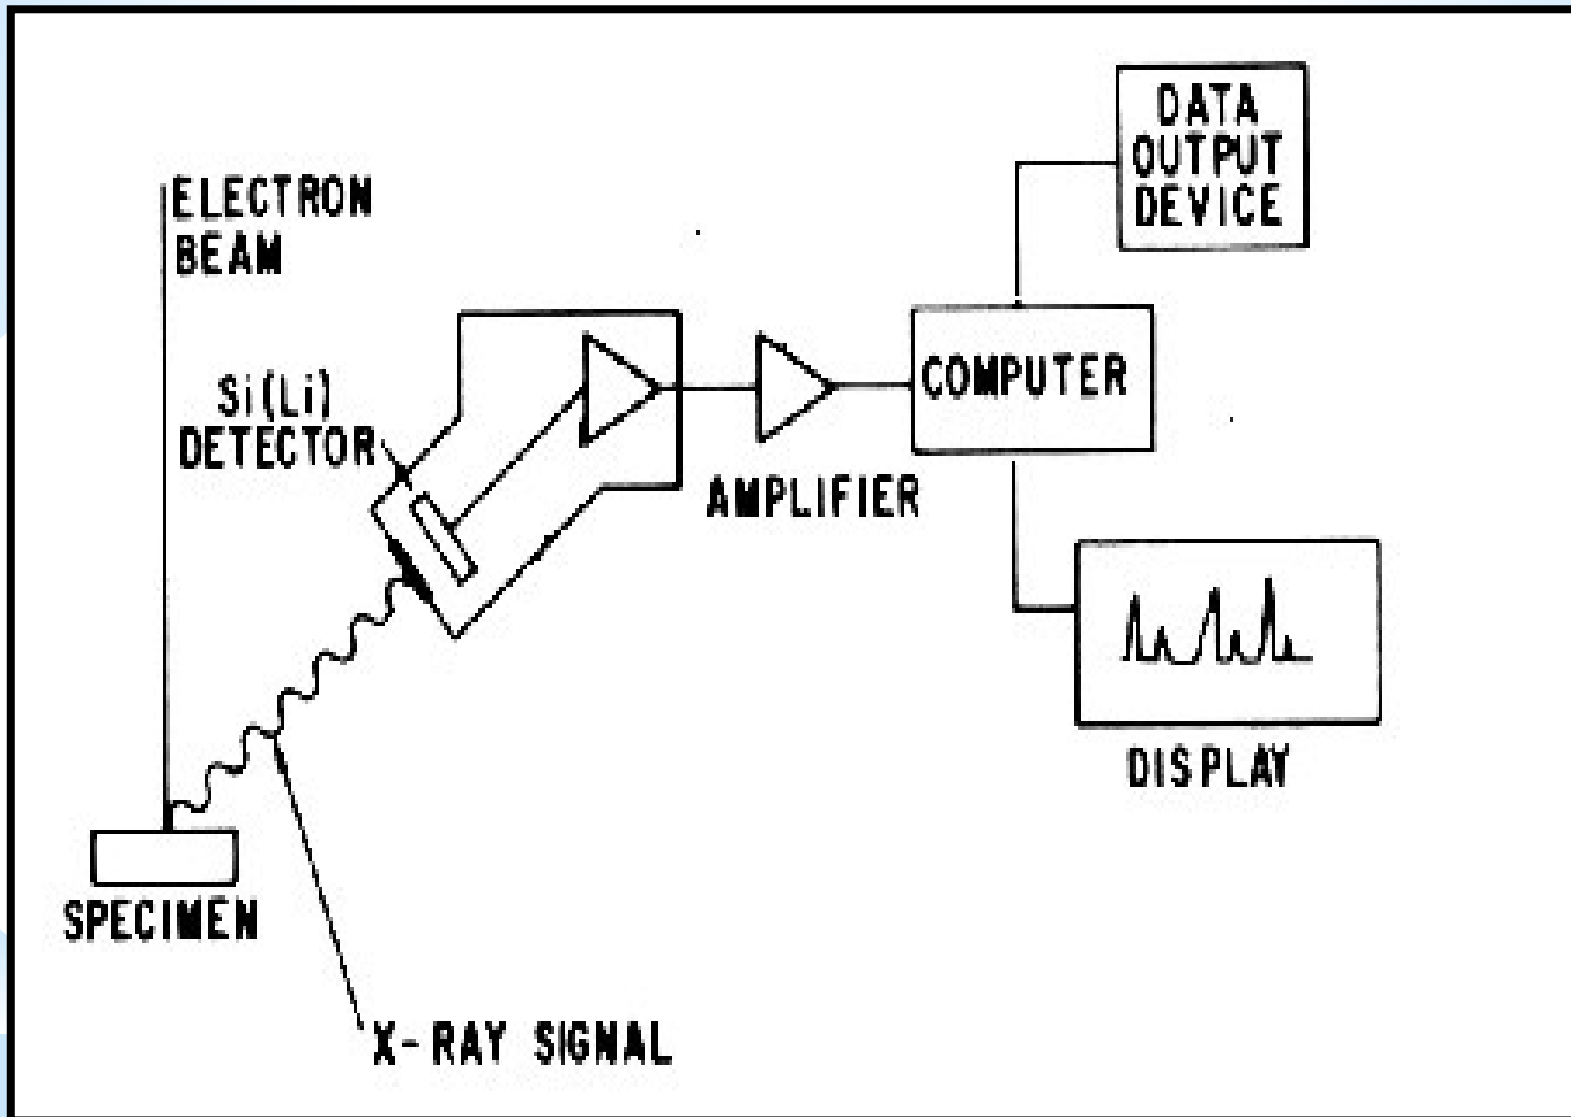 DATA
OUTPUT
DEVICE
ELECTRON
BEAM
Si(Li)
DETECTOR
COMPUTER
AMPLIFIER
DISPLAY
SPECIMEN
X-RAY SIGNAL